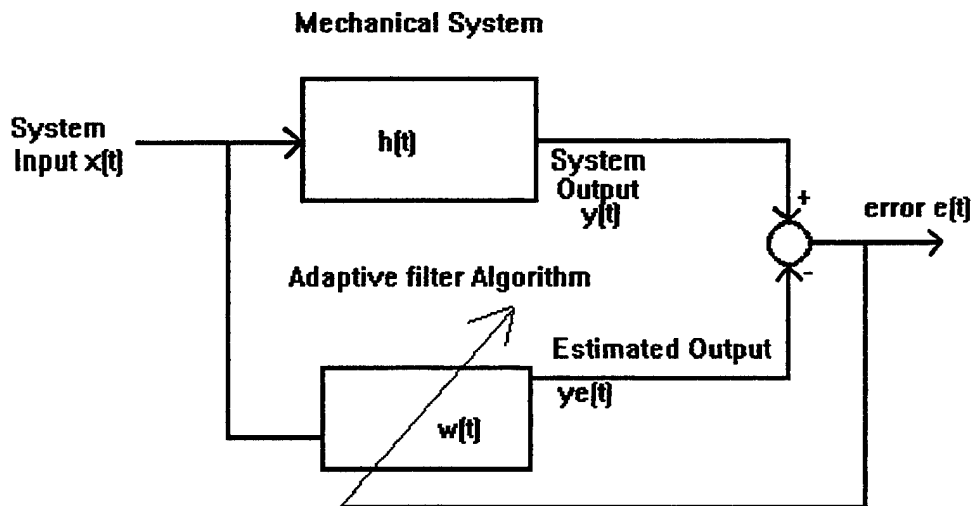 Mechanical System
System
Input x(t)
h(t)
System
Output
y(t)
+
error e(t)
-
Adaptive filter Algorithm
Estimated Output
ye(t)
w(t)